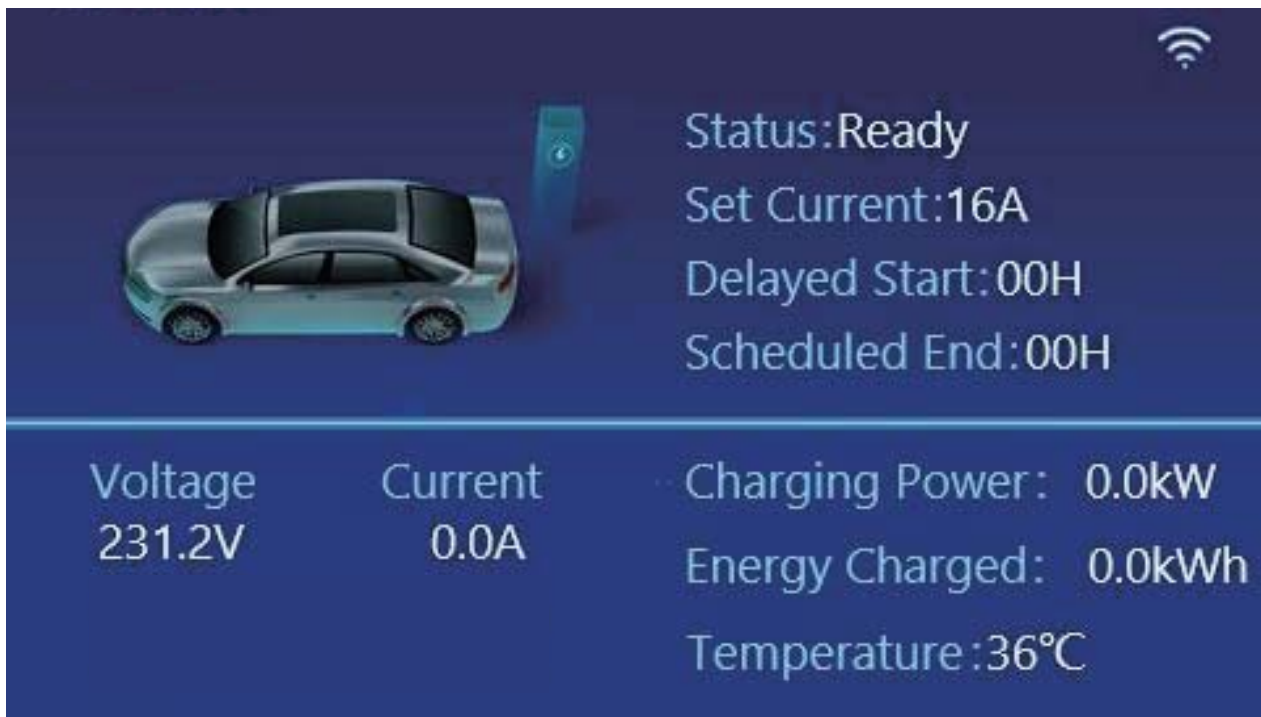 Status:Ready
Set Current:16A
Delayed Start:00H
Scheduled End:00H
Voltage
231.2V
Current
0.0A
Charging Power: 0.0kW
Energy Charged: 0.0kWh
Temperature:36℃